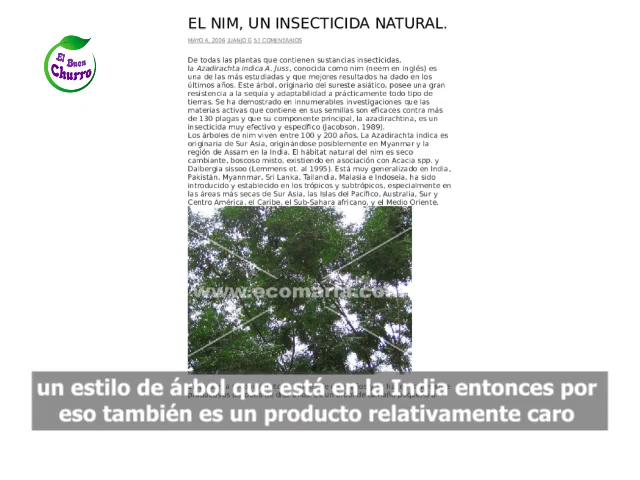 El Buen
Churro
EL NIM, UN INSECTICIDA NATURAL.
MAYO 4, 2006 JUANJO G 51 COMENTARIOS
De todas las plantas que contienen sustancias insecticidas,
la Azadirachta indica A. Juss, conocida como nim (neem en inglés) es
una de las más estudiadas y que mejores resultados ha dado en los
últimos años. Este árbol, originario del sureste asiático, posee una gran
resistencia a la sequía y adaptabilidad a prácticamente todo tipo de
tierras. Se ha demostrado en innumerables investigaciones que las
materias activas que contiene en sus semillas son eficaces contra más
de 130 plagas y que su componente principal, la azadirachtina, es un
insecticida muy efectivo y específico (Jacobson, 1989).
Los árboles de nim viven entre 100 y 200 años. La Azadirachta indica es
originaria de Sur Asia, originándose posiblemente en Myanmar y la
región de Assam en la India. El hábitat natural del nim es seco
cambiante, boscoso misto, existiendo en asociación con Acacia spp. y
Dalbergia sissoo (Lemmens et. al 1995). Está muy generalizado en India,
Pakistán, Myannmar, Sri Lanka, Tailandia, Malasia e Indoseia, ha sido
introducido y establecido en los trópicos y subtrópicos, especialmente en
las áreas más secas de Sur Asia, las Islas del Pacífico, Australia, Sur y
Centro América, el Caribe, el Sub-Sahara africano, y el Medio Oriente.
www.ecomaria.com
un estilo de árbol que está en la India entonces por
eso también es un producto relativamente caro